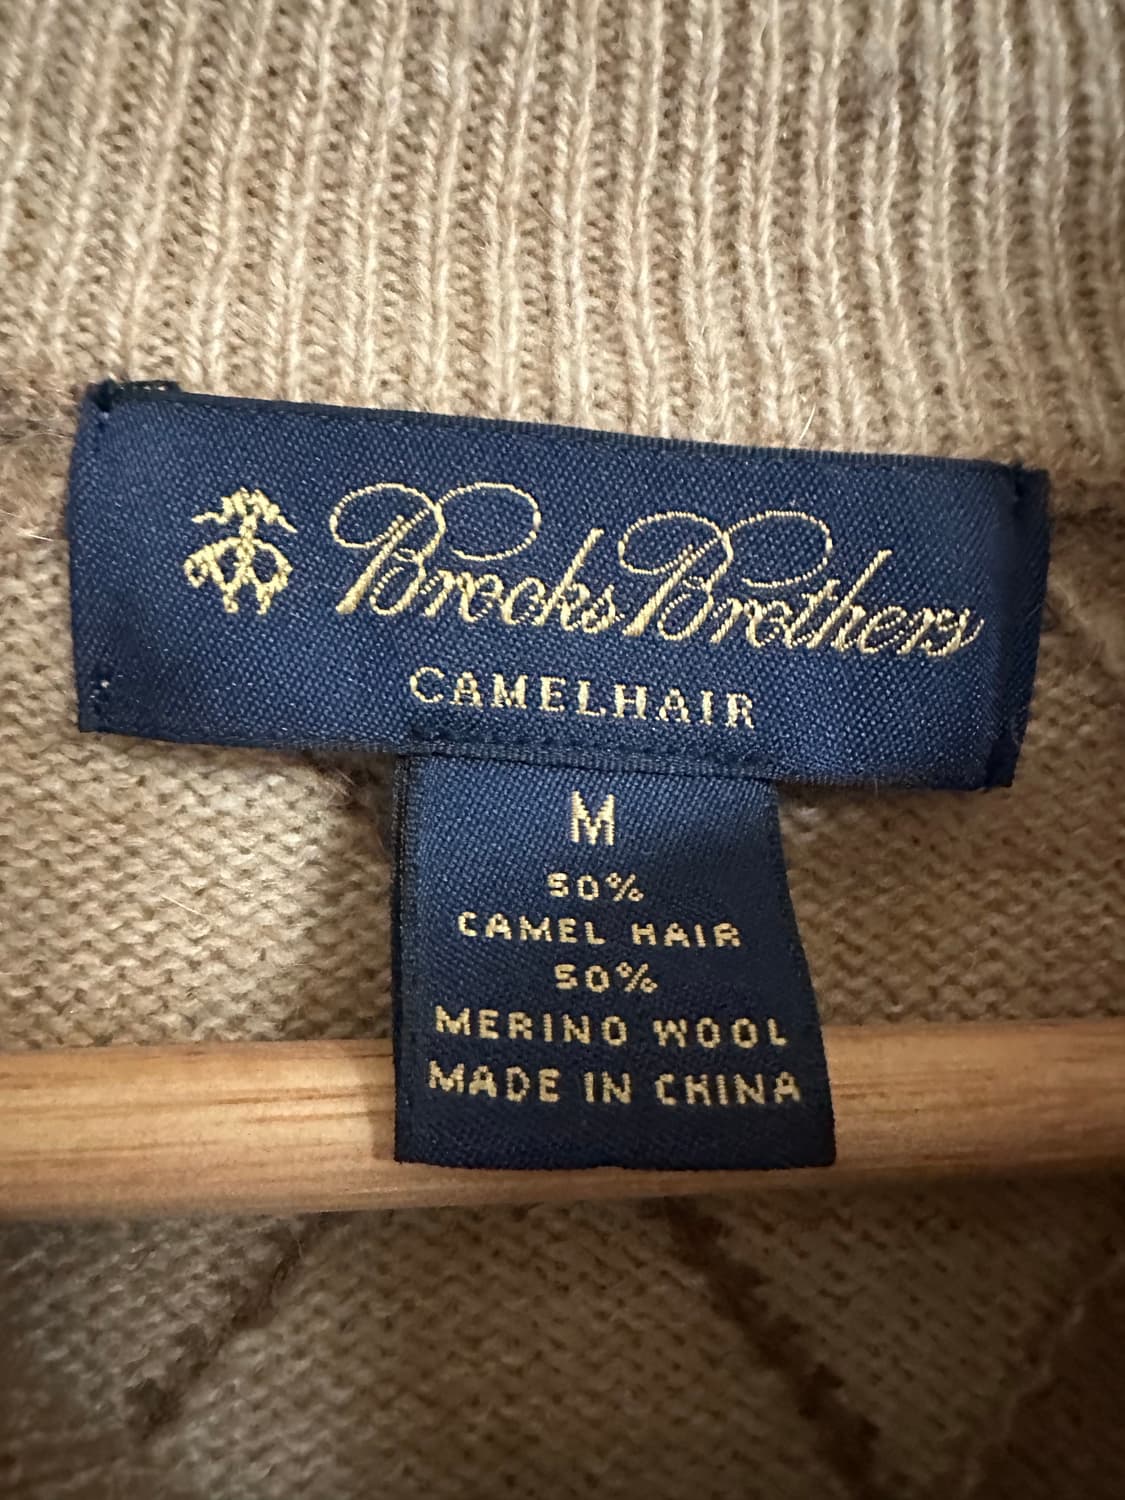 Brooks Brothers
CAMELHAIR
M
50%
CAMEL HAIR
50%
MERINO WOOL
MADE IN CHINA